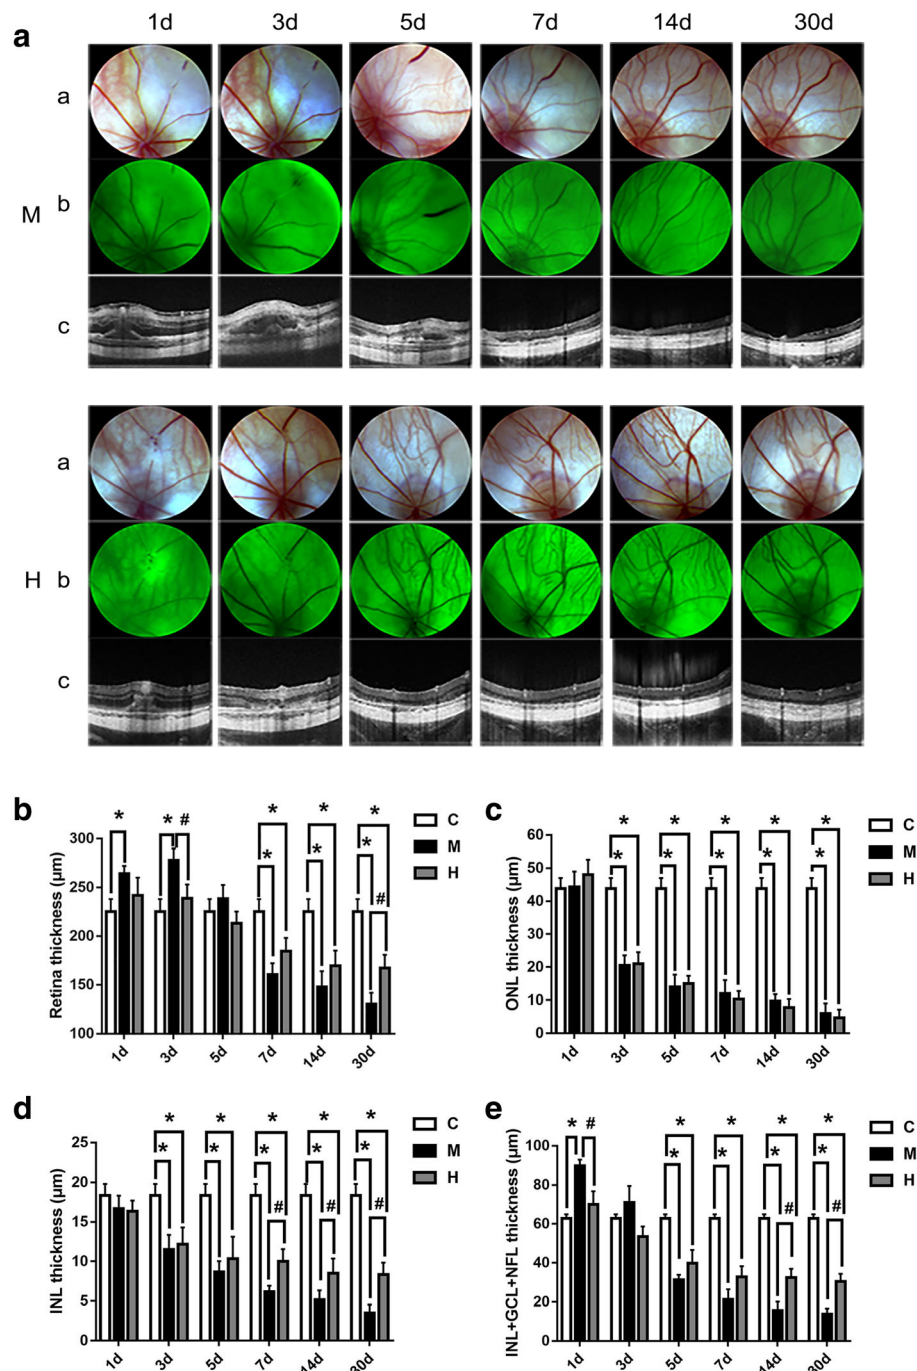 a
1d 3d 5d 7d 14d 30d
a
M b
c
a
H b
c
b
Retina thickness (μm)
300
250
200
150
100
* * # * * * * * * #
1d 3d 5d 7d 14d 30d
C
M
H
c
ONL thickness (μm)
60
50
40
30
20
10
0
* * * * * * * * * *
1d 3d 5d 7d 14d 30d
C
M
H
d
INL thickness (μm)
25
20
15
10
5
0
* * * * * * # * * # * * #
1d 3d 5d 7d 14d 30d
C
M
H
e
INL+GCL+NFL thickness (μm)
100
80
60
40
20
0
* # * * * * * * # * * #
1d 3d 5d 7d 14d 30d
C
M
H